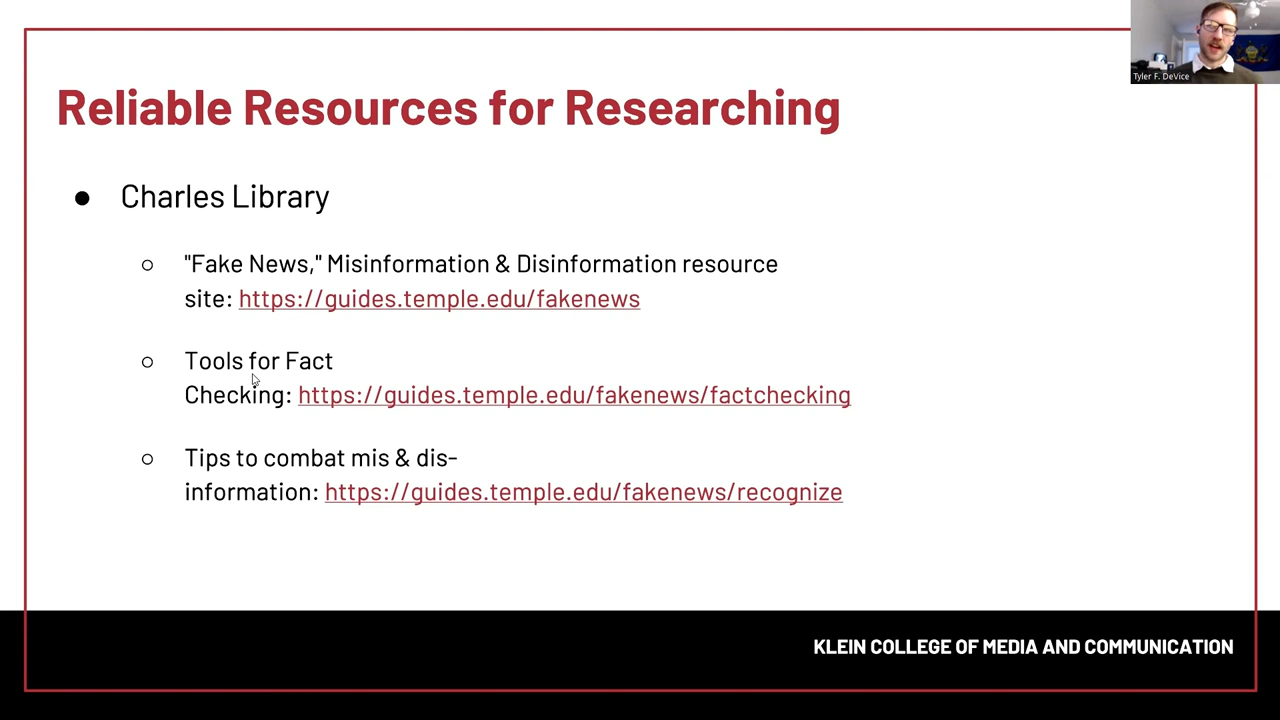 Tyler F. DeVice
Reliable Resources for Researching
● Charles Library
○ "Fake News," Misinformation & Disinformation resource
site: https://guides.temple.edu/fakenews
○ Tools for Fact
Checking: https://guides.temple.edu/fakenews/factchecking
○ Tips to combat mis & dis-
information: https://guides.temple.edu/fakenews/recognize
KLEIN COLLEGE OF MEDIA AND COMMUNICATION